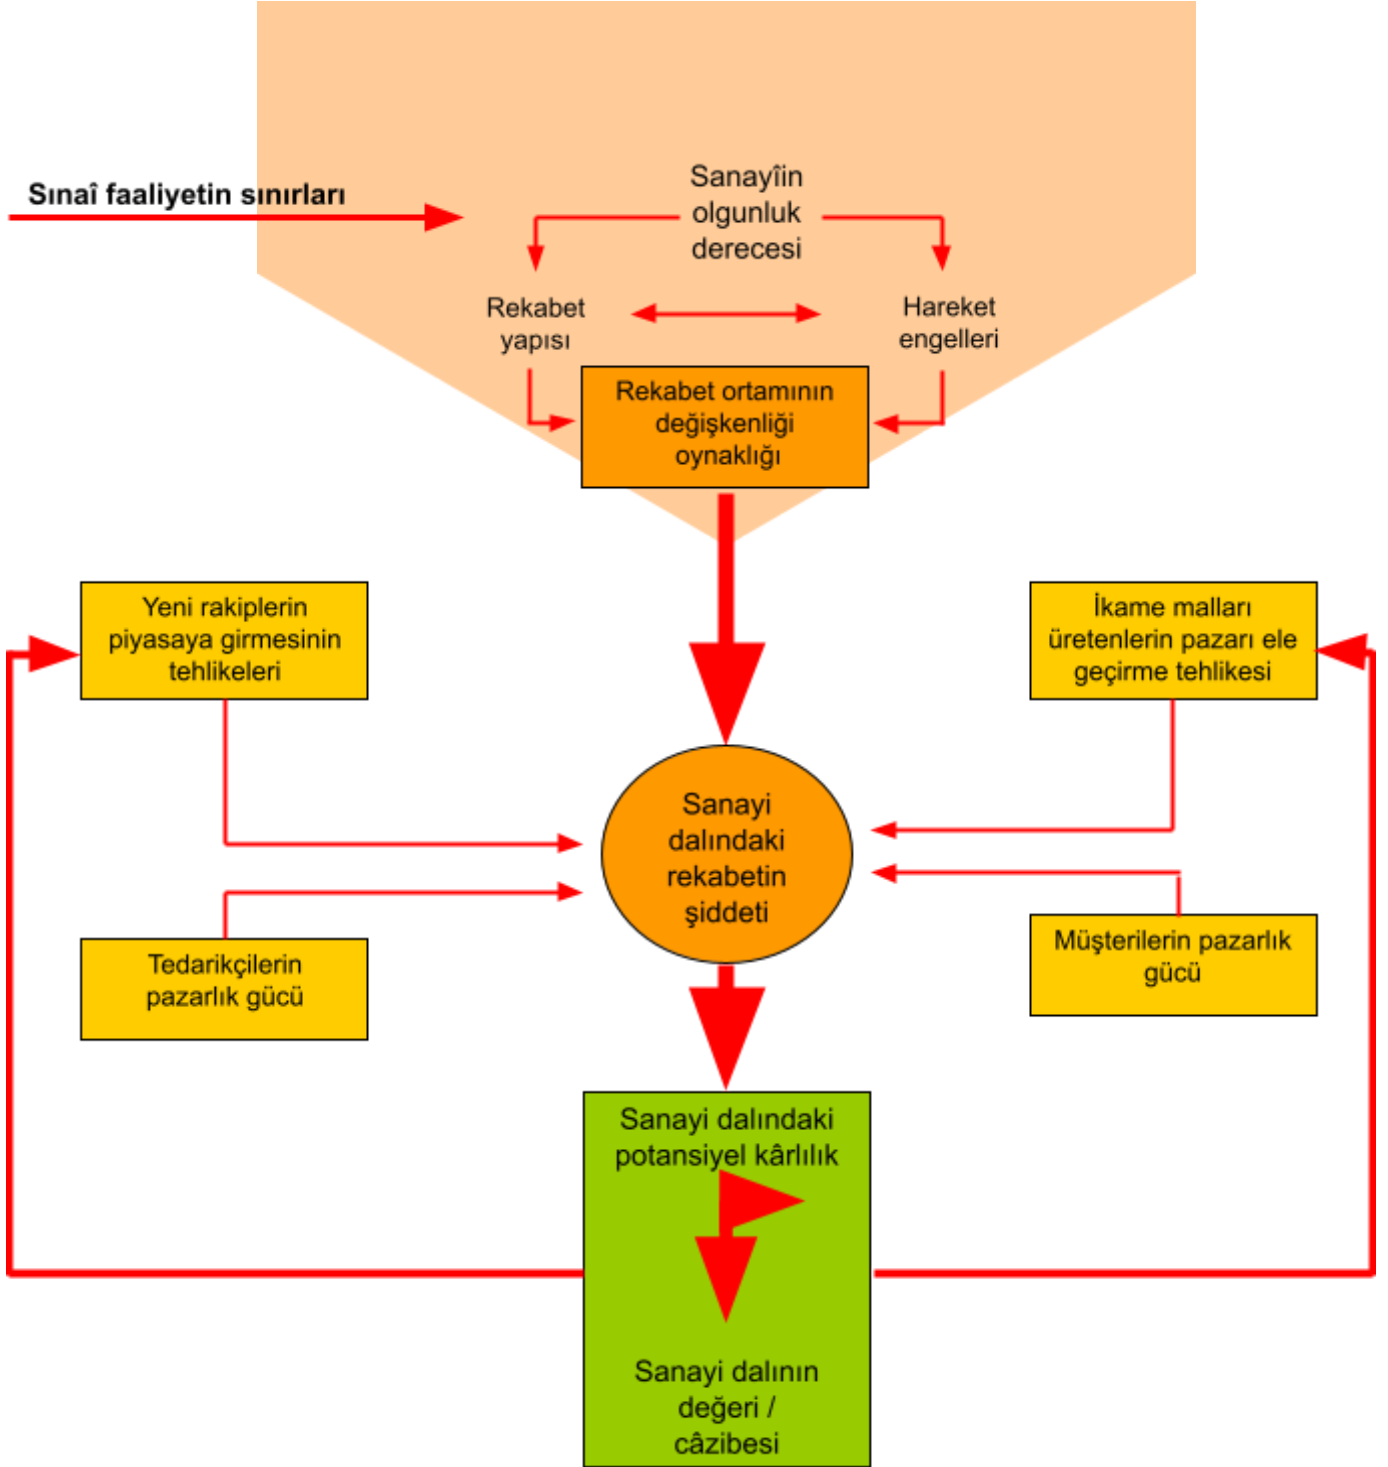 Sınaî faaliyetin sınırları
Sanayîin
olgunluk
derecesi
Rekabet
yapısı
Hareket
engelleri
Rekabet ortamının
değişkenliği
oynaklığı
Yeni rakiplerin
piyasaya girmesinin
tehlikeleri
İkame malları
üretenlerin pazarı ele
geçirme tehlikesi
Sanayi
dalındaki
rekabetin
şiddeti
Tedarikçilerin
pazarlık gücü
Müşterilerin pazarlık
gücü
Sanayi dalındaki
potansiyel kârlılık
Sanayi dalının
değeri /
câzibesi